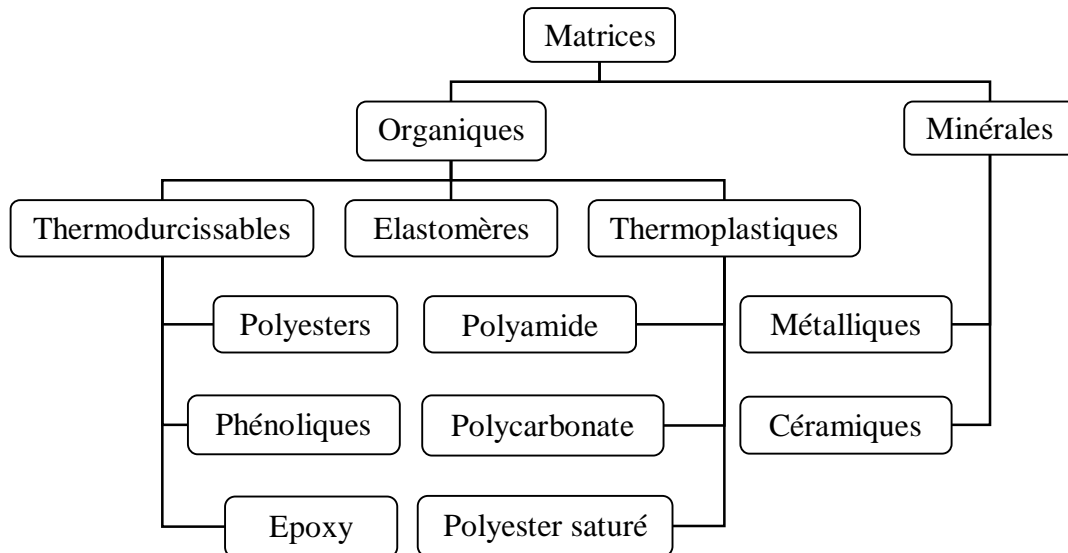 Matrices
Organiques
Minérales
Thermodurcissables
Elastomères
Thermoplastiques
Polyesters
Polyamide
Métalliques
Phénoliques
Polycarbonate
Céramiques
Epoxy
Polyester saturé